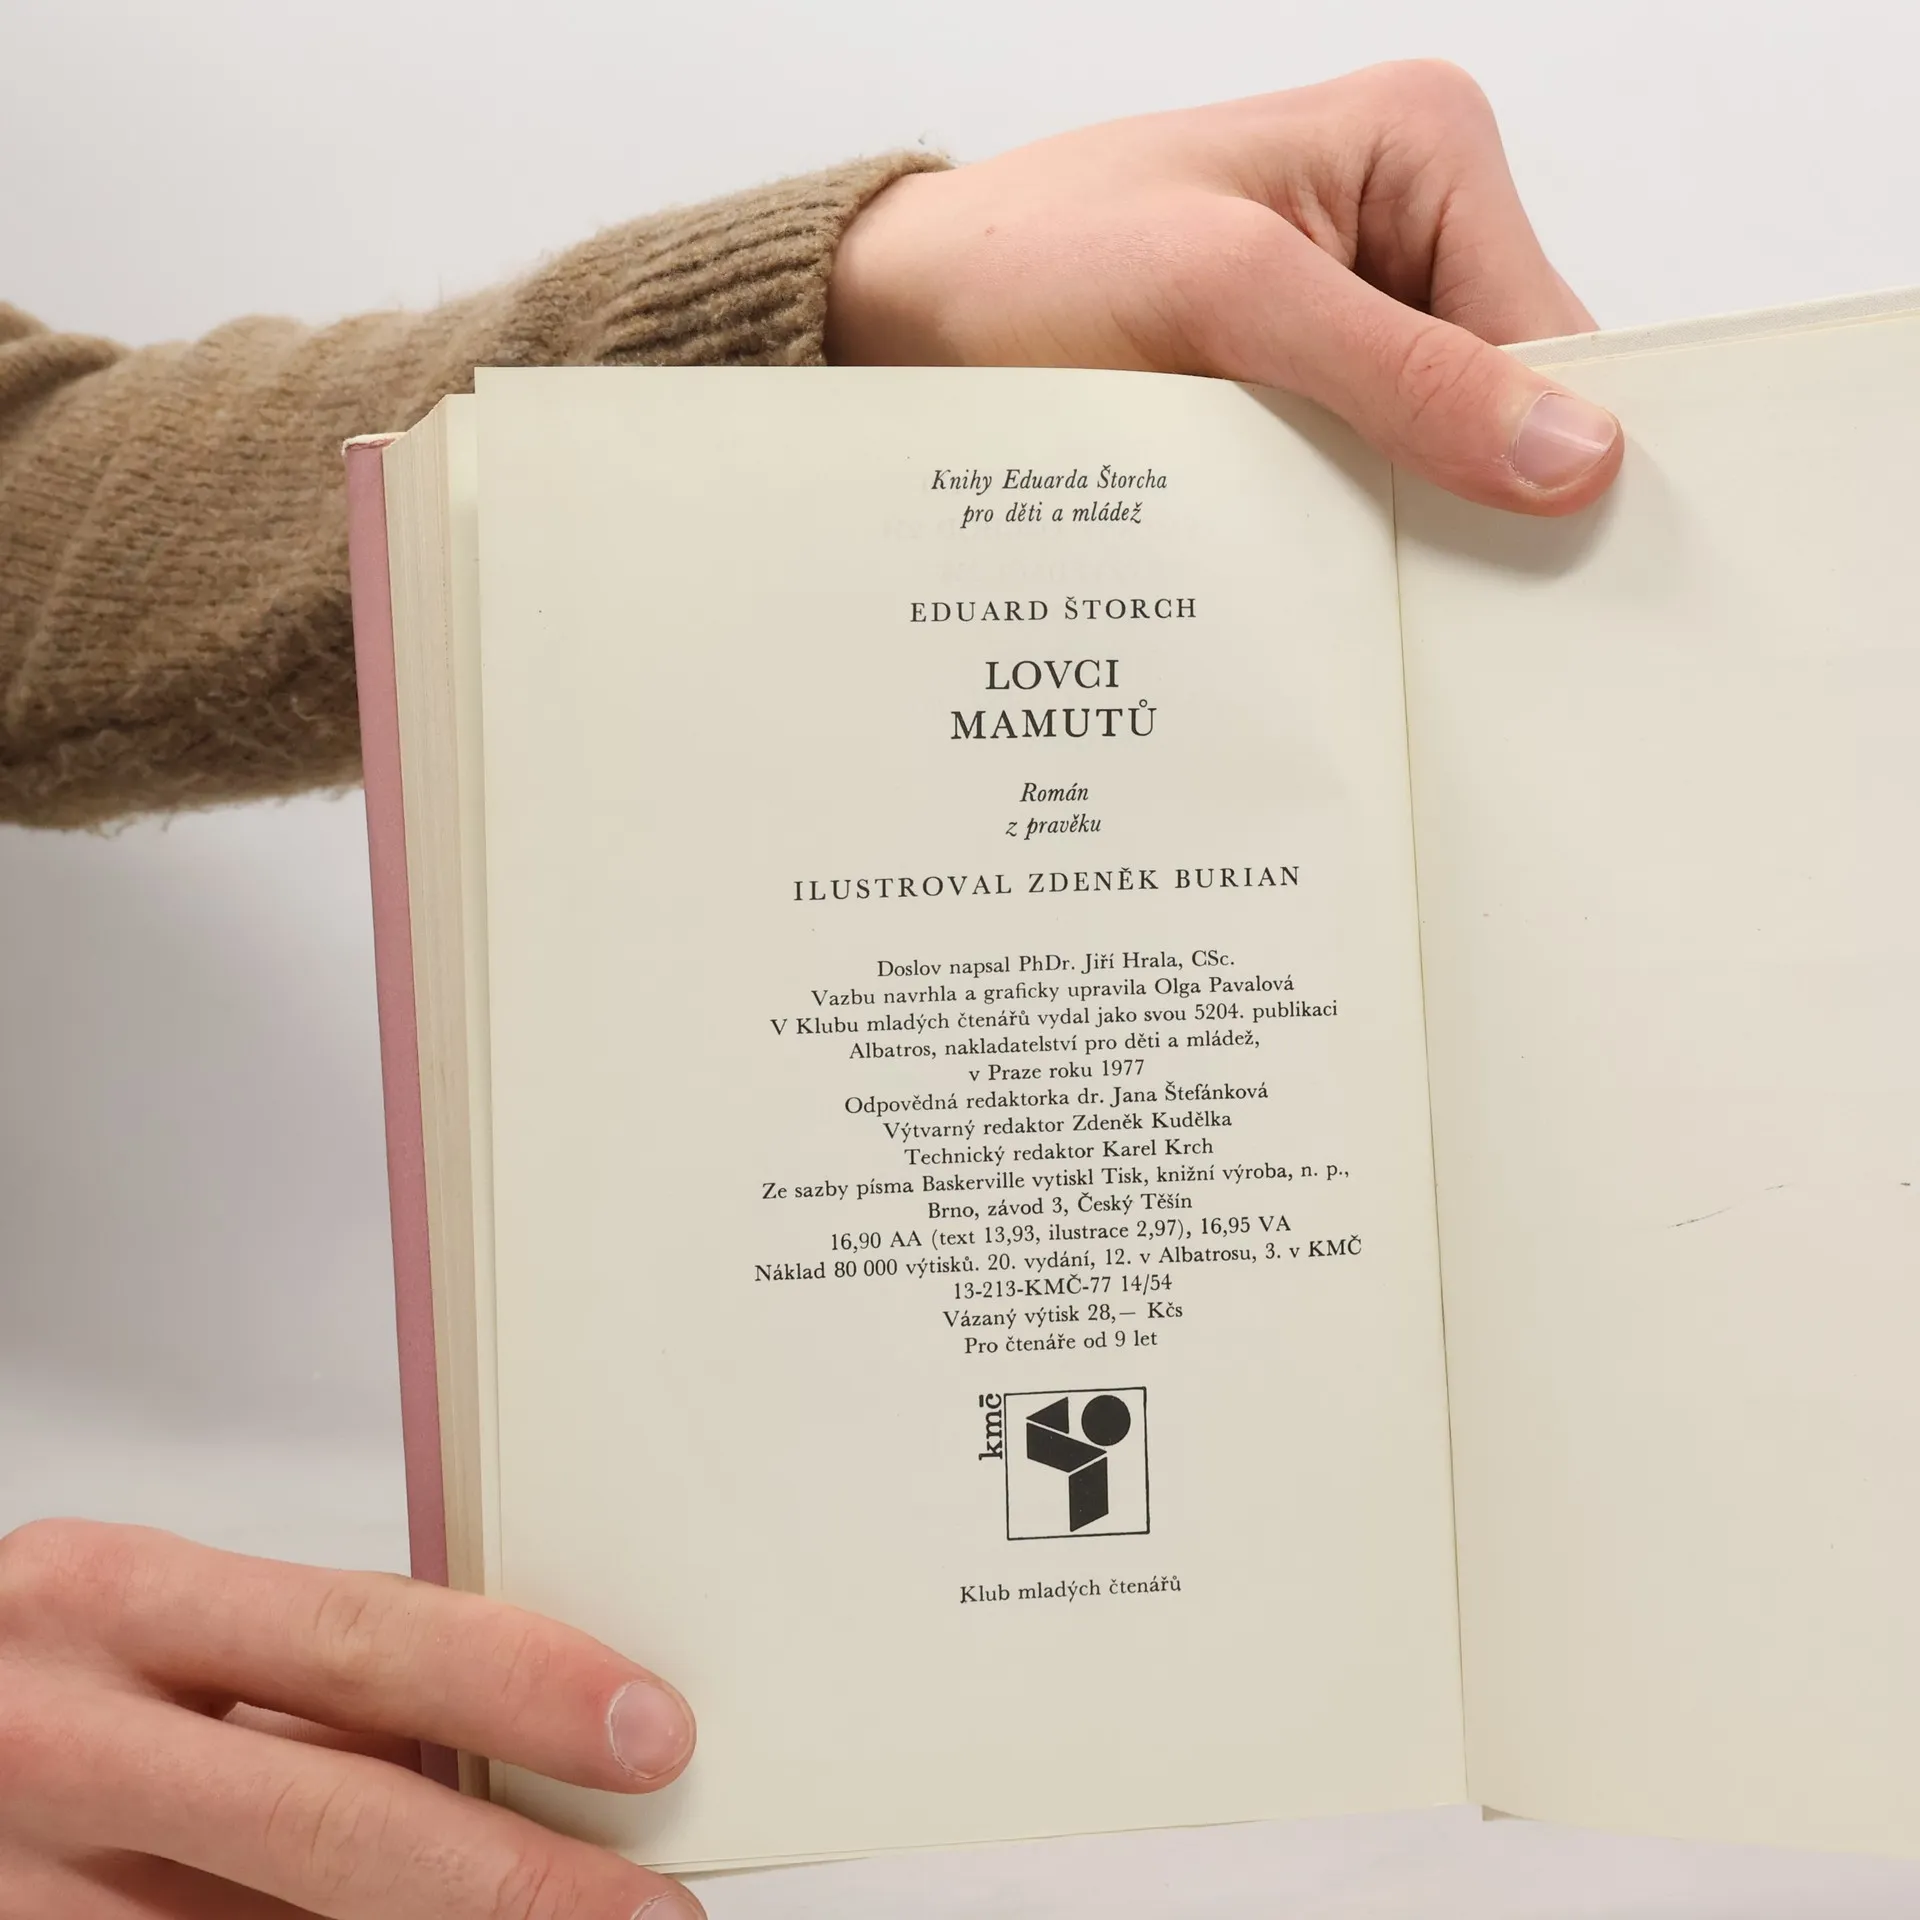 Knihy Eduarda Štorcha
pro děti a mládež
EDUARD ŠTORCH
LOVCI
MAMUTŮ
Román
z pravěku
ILUSTROVAL ZDENĚK BURIAN
Doslov napsal PhDr. Jiří Hrala, CSc.
Vazbu navrhla a graficky upravila Olga Pavalová
V Klubu mladých čtenářů vydal jako svou 5204. publikaci
Albatros, nakladatelství pro děti a mládež,
v Praze roku 1977
Odpovědná redaktorka dr. Jana Štefánková
Výtvarný redaktor Zdeněk Kudělka
Technický redaktor Karel Krch
Ze sazby písma Baskerville vytiskl Tisk, knižní výroba, n. p.,
Brno, závod 3, Český Těšín
16,90 AA (text 13,93, ilustrace 2,97), 16,95 VA
Náklad 80 000 výtisků. 20. vydání, 12. v Albatrosu, 3. v KMČ
13-213-KMČ-77 14/54
Vázaný výtisk 28,— Kčs
Pro čtenáře od 9 let
kmč
Klub mladých čtenářů